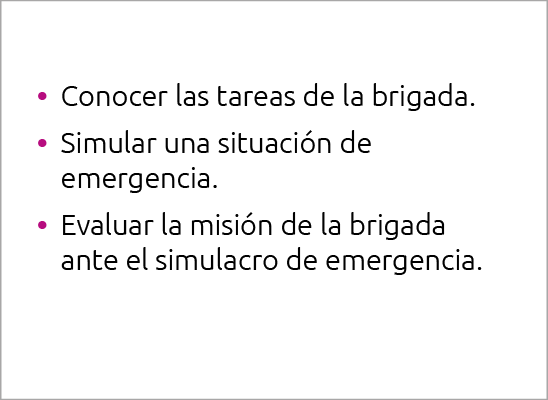 • Conocer las tareas de la brigada.
• Simular una situación de
emergencia.
• Evaluar la misión de la brigada
ante el simulacro de emergencia.